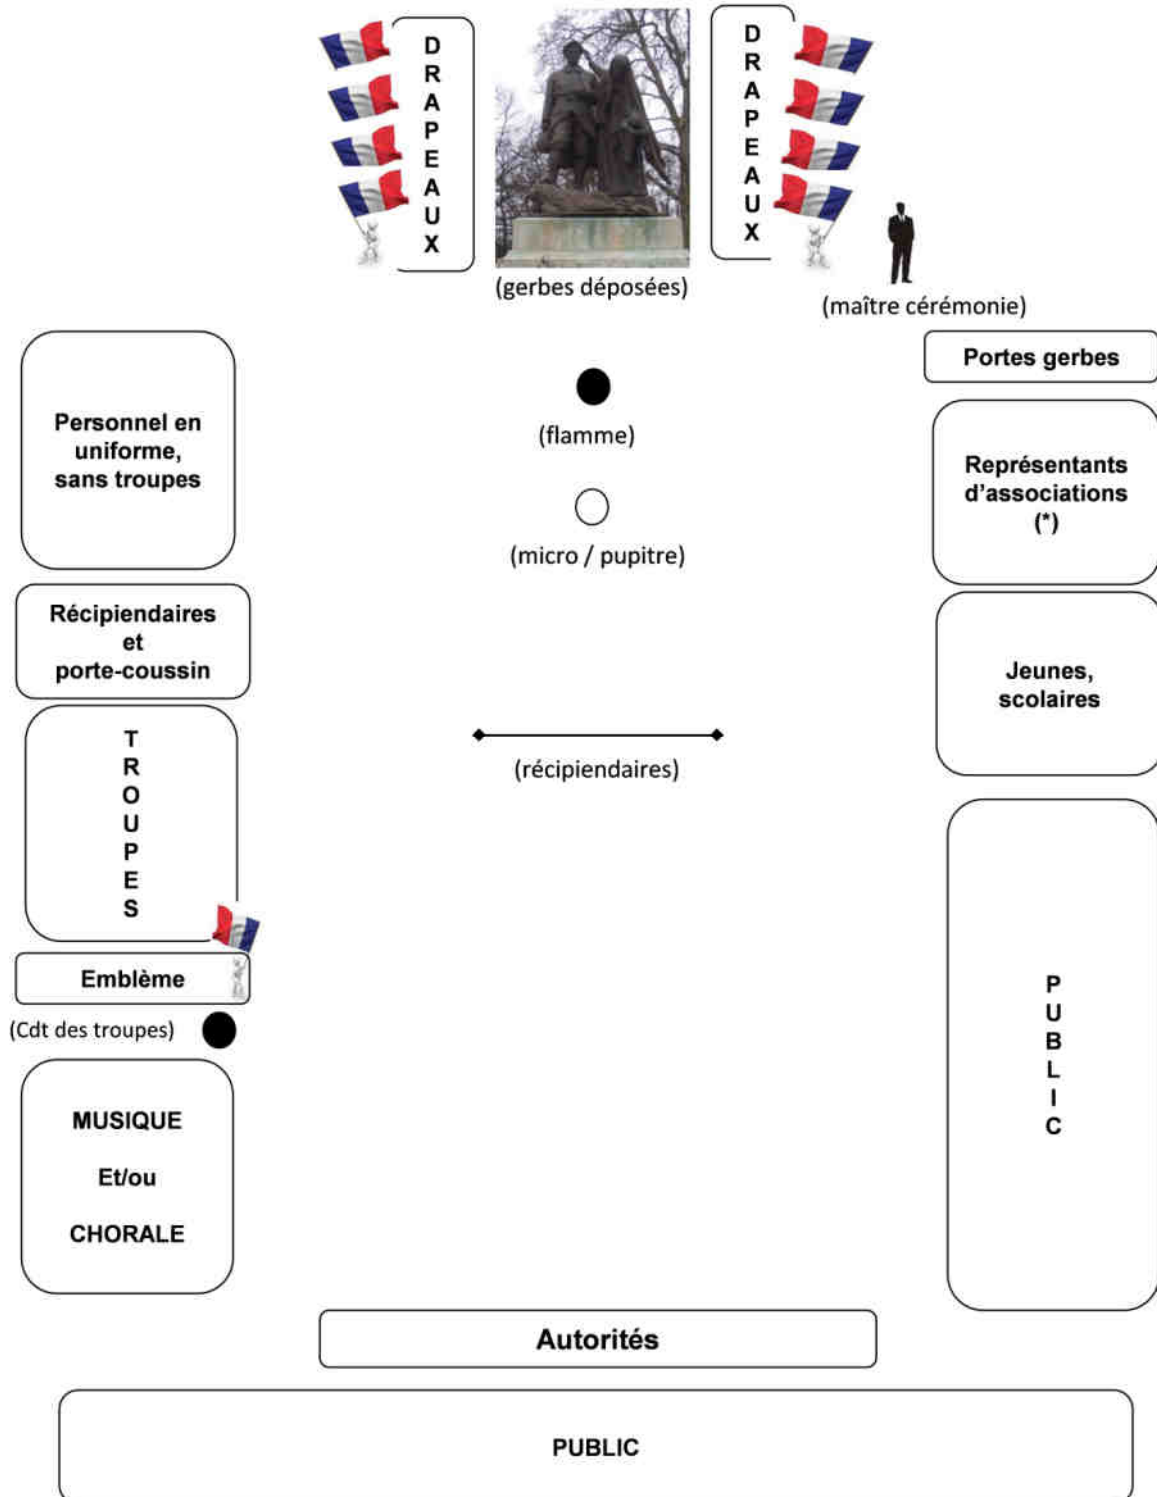 DRAPEAUX
DRAPEAUX
(gerbes déposées)
(maître cérémonie)
Personnel en
uniforme,
sans troupes
(flamme)
(micro / pupitre)
Portes gerbes
Représentants
d'associations
(*)
Récipiendaires
et
porte-coussin
Jeunes,
scolaires
TROUPES
(récipiendaires)
Emblème
(Cdt des troupes)
MUSIQUE
Et/ou
CHORALE
PUBLIC
Autorités
PUBLIC